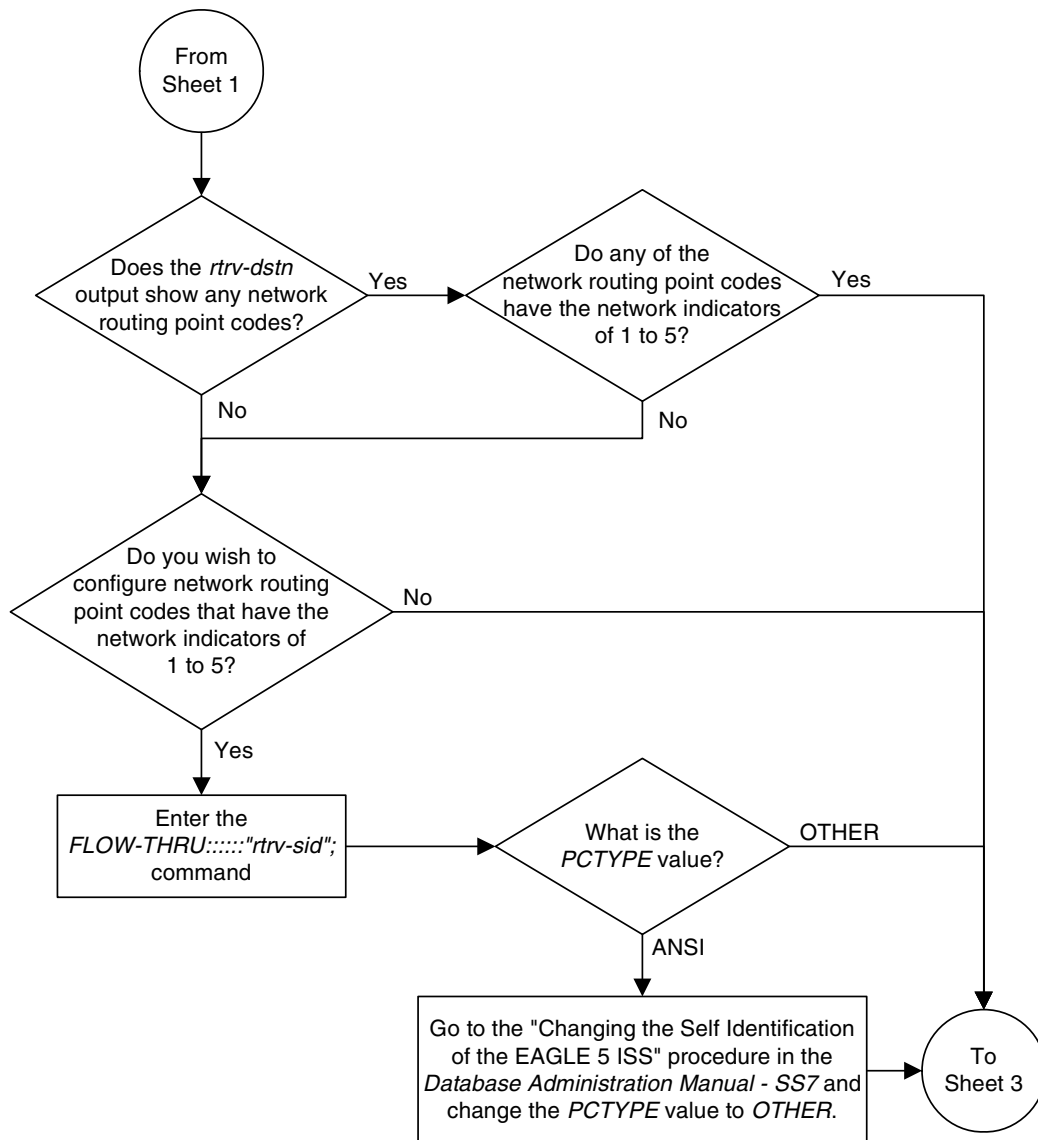 From
Sheet 1
Does the rtrv-dstn
output show any network
routing point codes?
Yes
Do any of the
network routing point codes
have the network indicators
of 1 to 5?
Yes
No
No
Do you wish to
configure network routing
point codes that have the
network indicators of
1 to 5?
No
Yes
Enter the
FLOW-THRU::::::"rtrv-sid";
command
What is the
PCTYPE value?
OTHER
ANSI
Go to the "Changing the Self Identification
of the EAGLE 5 ISS" procedure in the
Database Administration Manual - SS7 and
change the PCTYPE value to OTHER.
To
Sheet 3